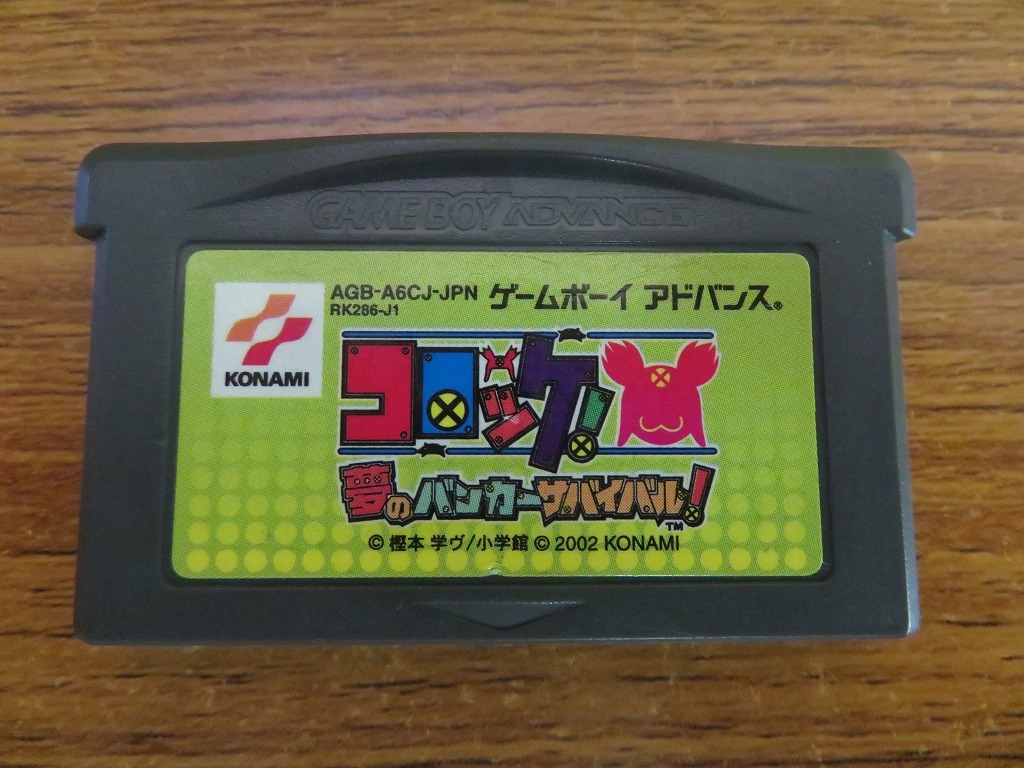 GAME BOY ADVANCE
AGB-A6CJ-JPN ゲームボーイ アドバンス®
RK286-J1
KONAMI
コロッケ!
夢のバンカーサバイバル!
TM
© 樫本 学ヴ/小学館 © 2002 KONAMI